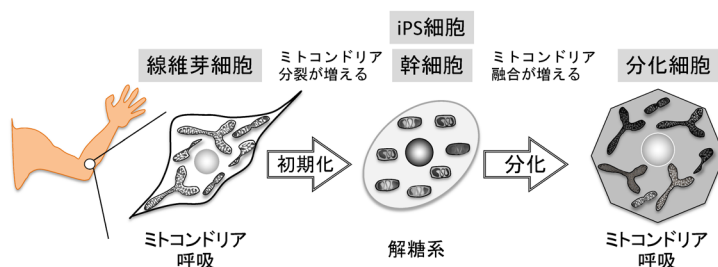 iPS細胞
線維芽細胞
ミトコンドリア
分裂が増える
幹細胞
ミトコンドリア
融合が増える
分化細胞
初期化
分化
ミトコンドリア
呼吸
解糖系
ミトコンドリア
呼吸